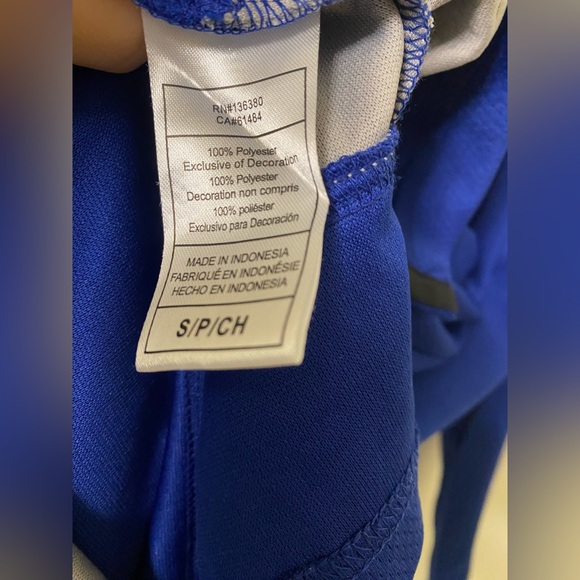 RN#136380
CA#61484
100% Polyester
Exclusive of Decoration
100% Polyester
Decoration non compris
100% poliéster
Exclusivo para Decoración
MADE IN INDONESIA
FABRIQUÉ EN INDONÉSIE
HECHO EN INDONESIA
S/P/CH